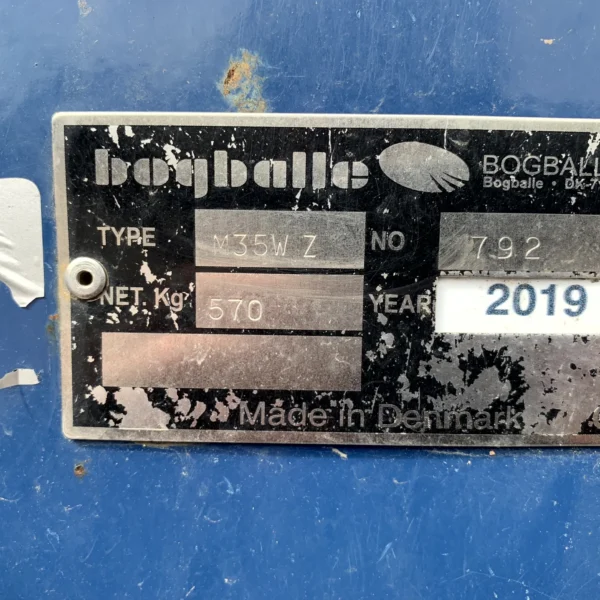 bogballe BOGBALL
Bogballe · DK-7
TYPE M35W Z NO 792
NET. Kg 570 YEAR 2019
Made in Denmark